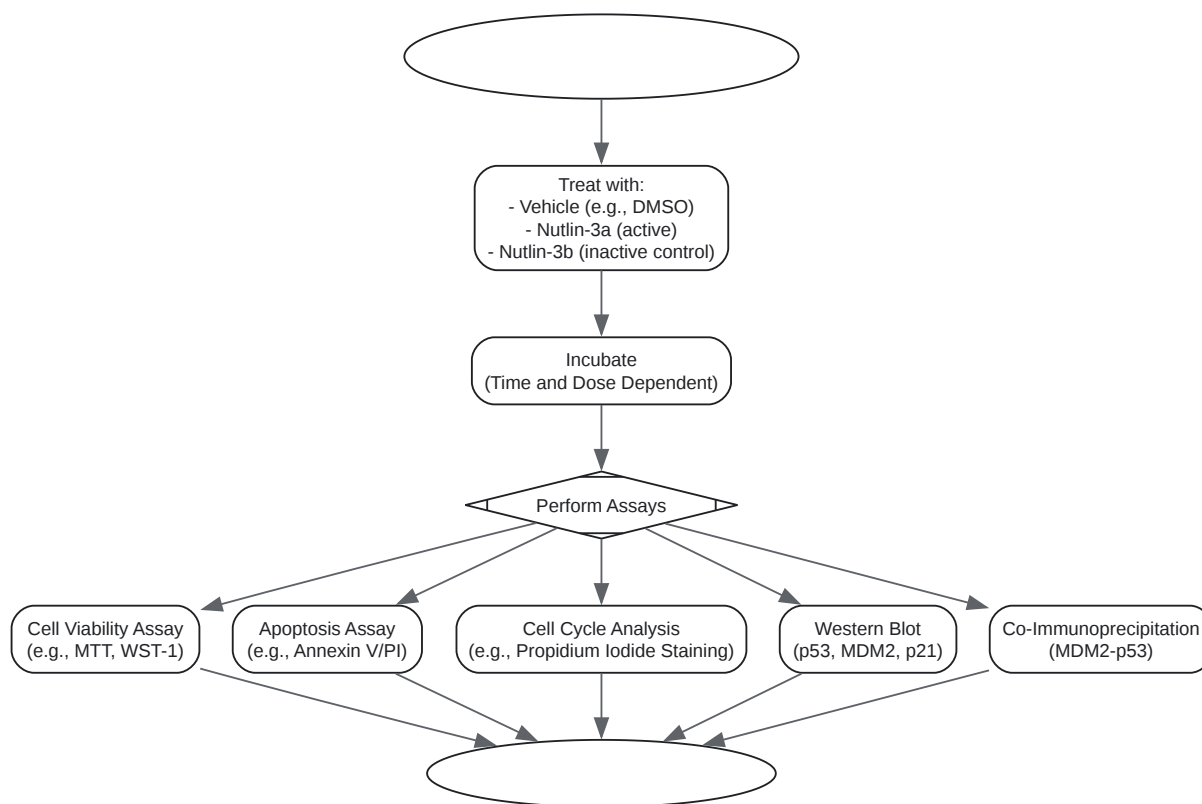 Treat with:
- Vehicle (e.g., DMSO)
- Nutlin-3a (active)
- Nutlin-3b (inactive control)
Incubate
(Time and Dose Dependent)
Perform Assays
Cell Viability Assay
(e.g., MTT, WST-1)
Apoptosis Assay
(e.g., Annexin V/PI)
Cell Cycle Analysis
(e.g., Propidium Iodide Staining)
Western Blot
(p53, MDM2, p21)
Co-Immunoprecipitation
(MDM2-p53)